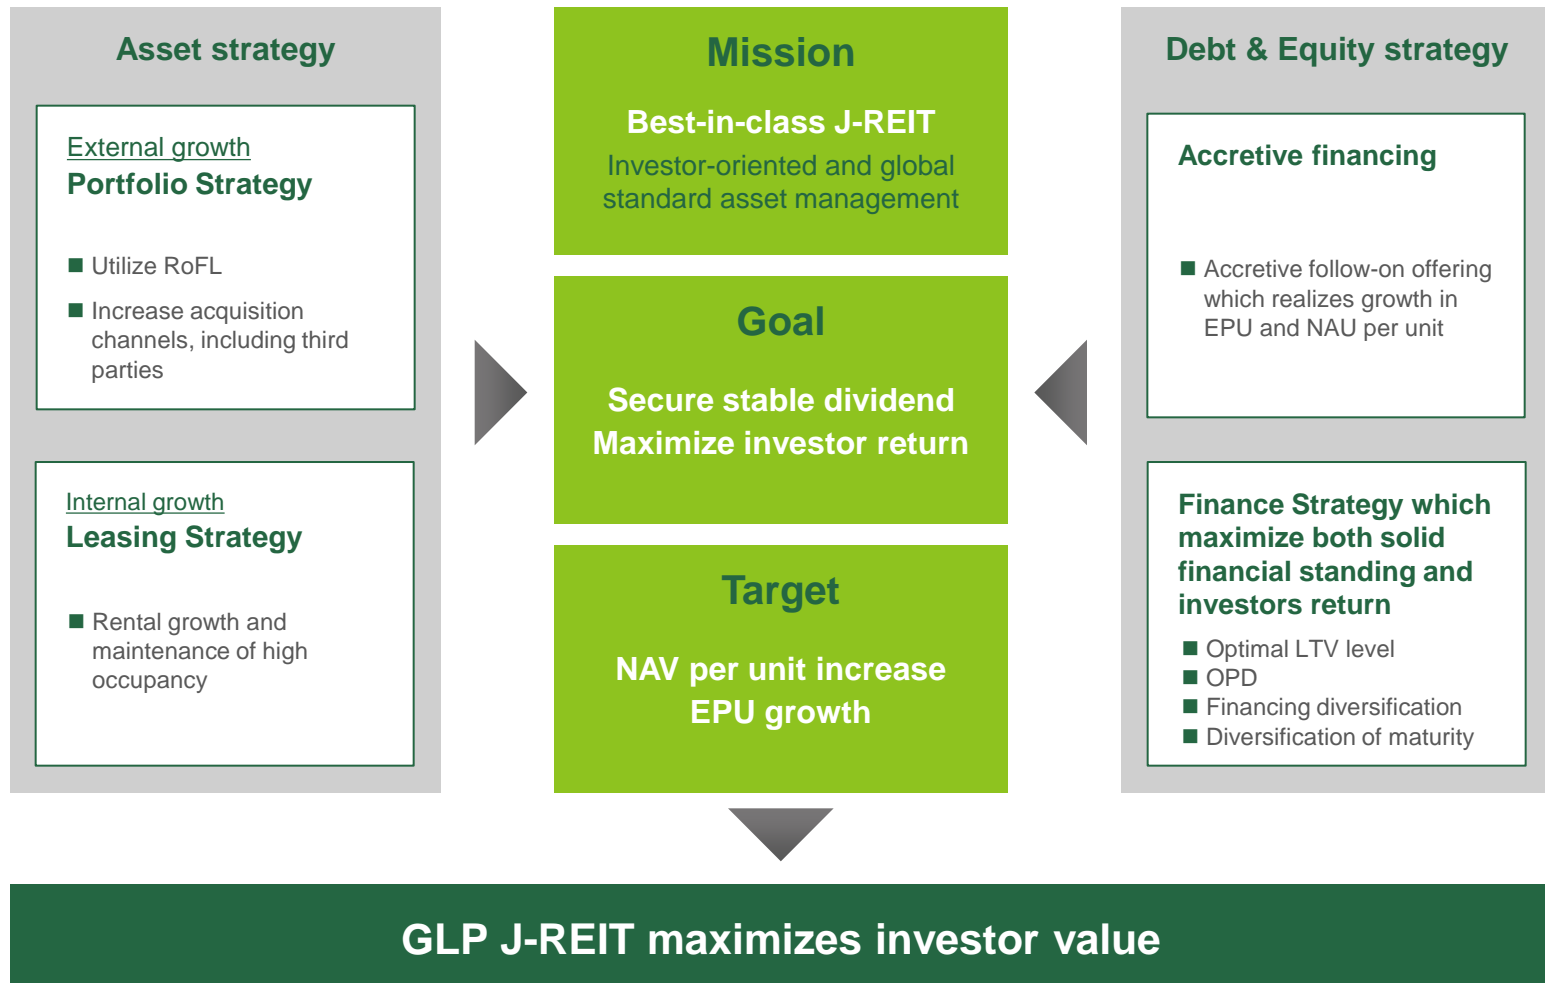 Asset strategy
External growth
Portfolio Strategy
Utilize RoFL
Increase acquisition
channels, including third
parties
Internal growth
Leasing Strategy
Rental growth and
maintenance of high
occupancy
Mission
Best-in-class J-REIT
Investor-oriented and global
standard asset management
Goal
Secure stable dividend
Maximize investor return
Target
NAV per unit increase
EPU growth
Debt & Equity strategy
Accretive financing
Accretive follow-on offering
which realizes growth in
EPU and NAU per unit
Finance Strategy which
maximize both solid
financial standing and
investors return
Optimal LTV level
OPD
Financing diversification
Diversification of maturity
GLP J-REIT maximizes investor value